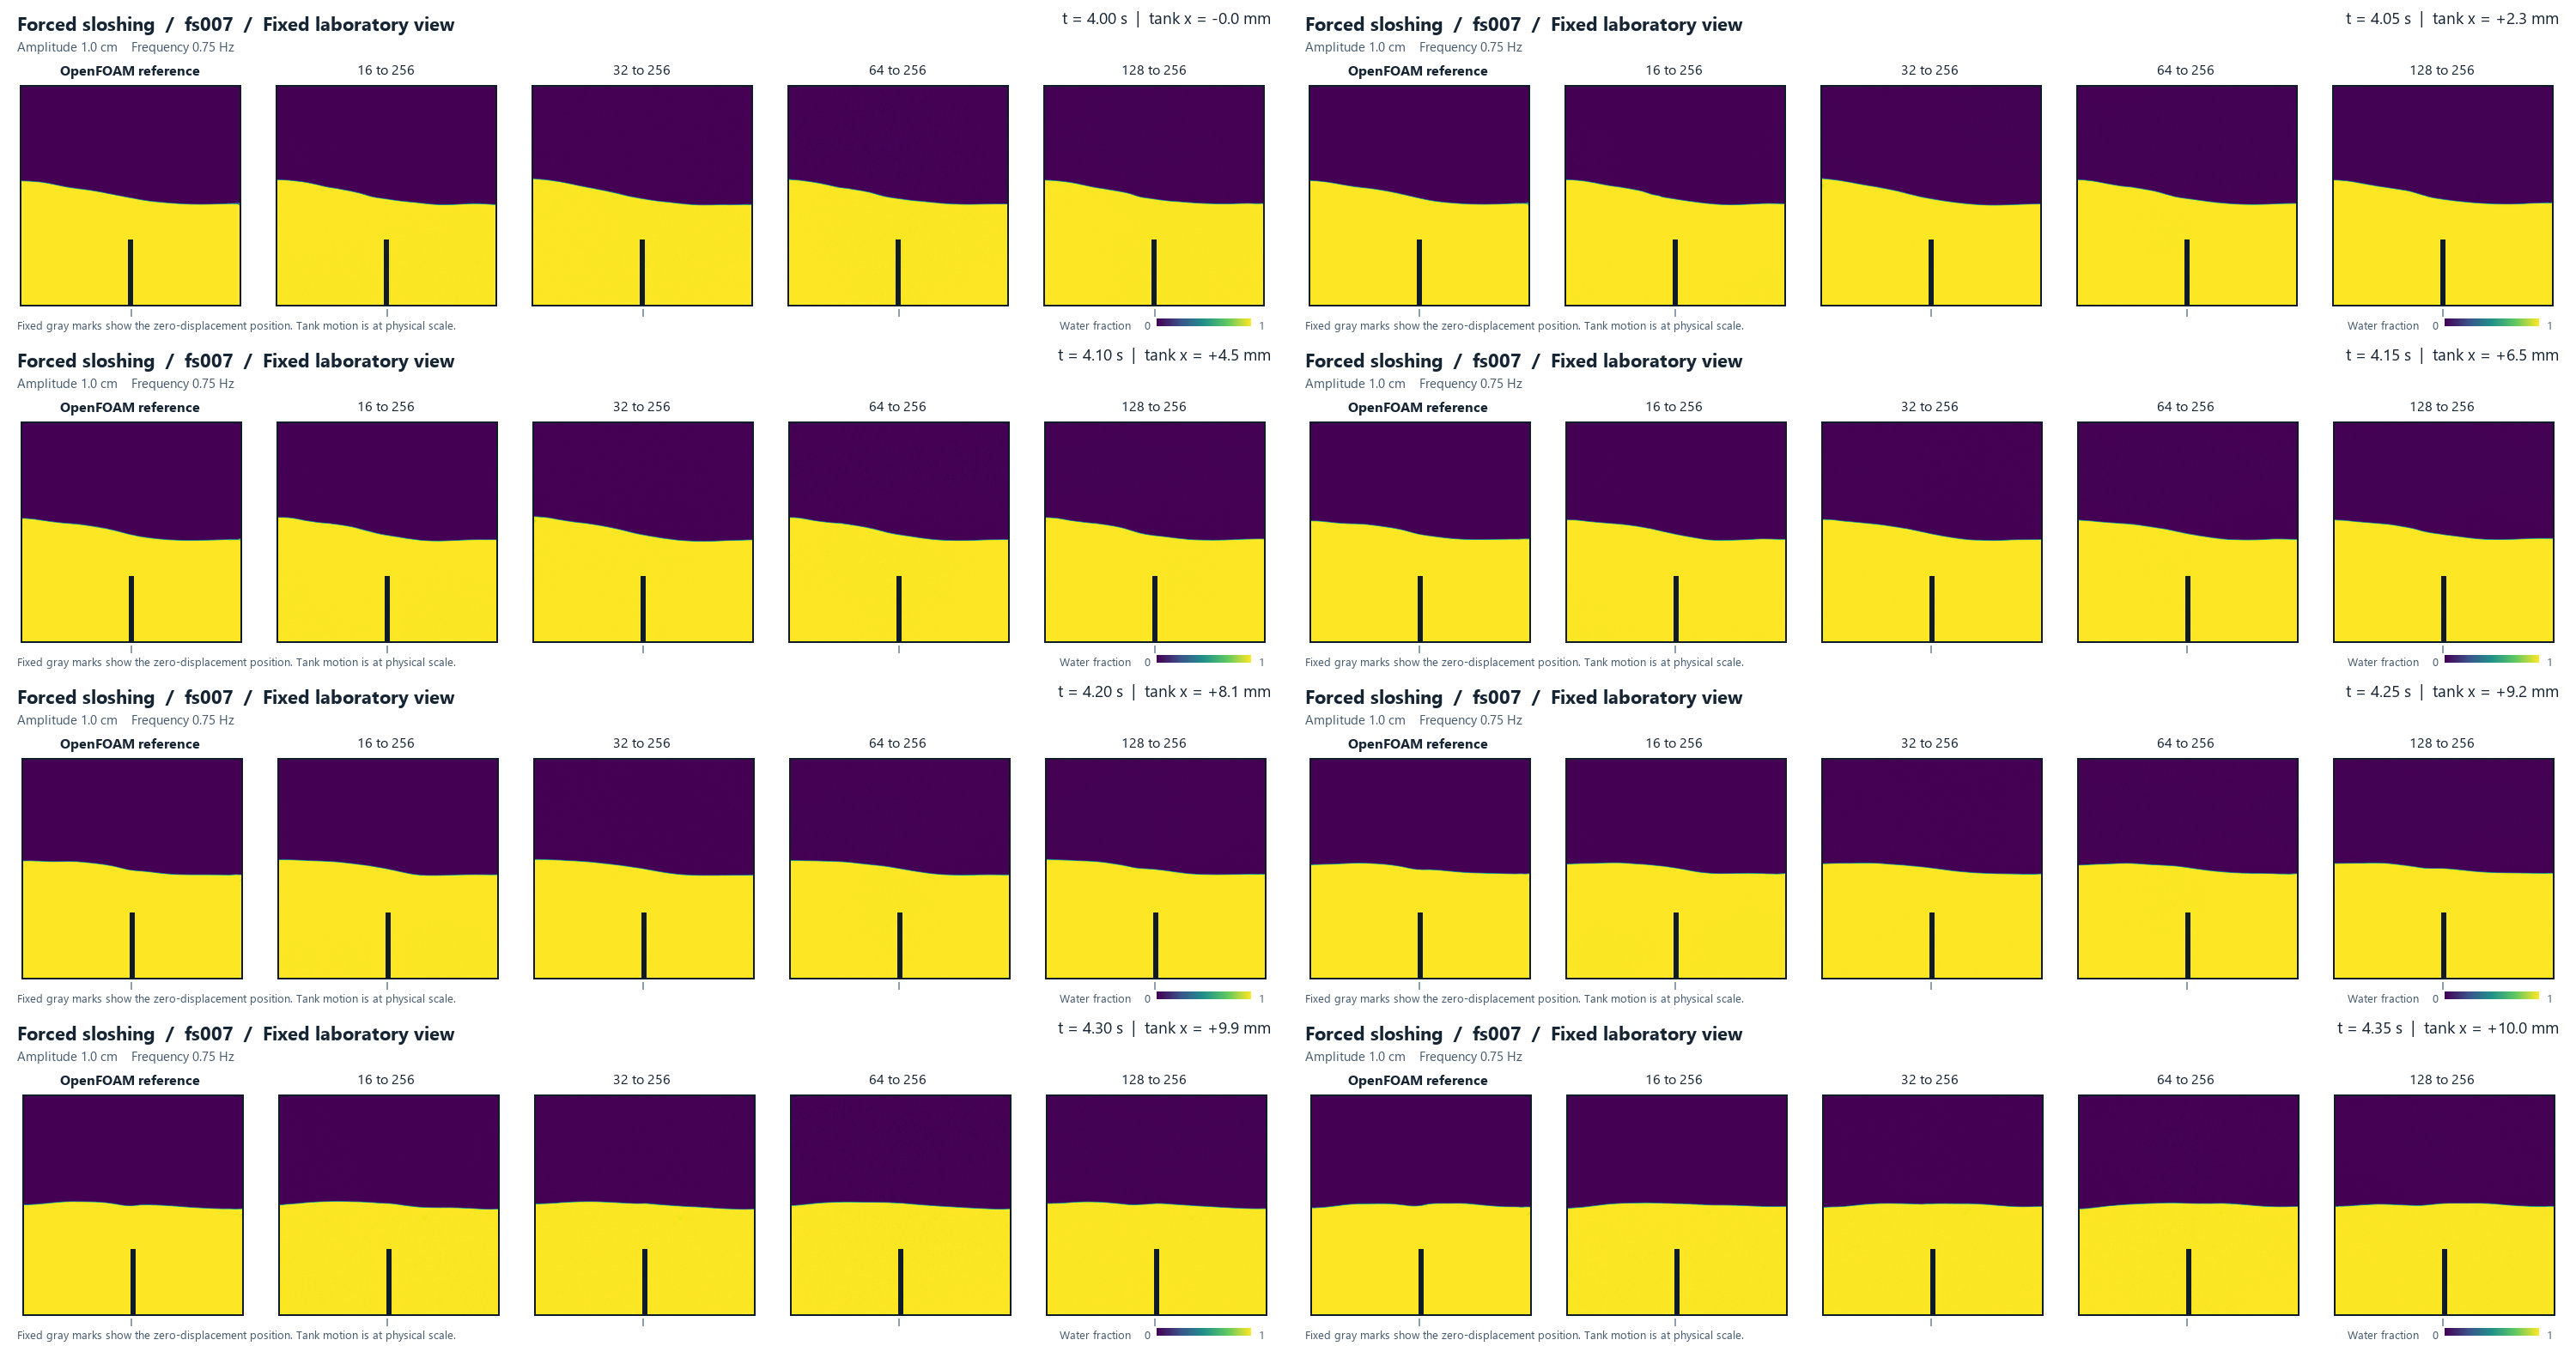 Forced sloshing / fs007 / Fixed laboratory view
t = 4.00 s | tank x = -0.0 mm
Amplitude 1.0 cm Frequency 0.75 Hz
OpenFOAM reference
16 to 256
32 to 256
64 to 256
128 to 256
Fixed gray marks show the zero-displacement position. Tank motion is at physical scale.
Water fraction 0 1
Forced sloshing / fs007 / Fixed laboratory view
t = 4.05 s | tank x = +2.3 mm
Amplitude 1.0 cm Frequency 0.75 Hz
OpenFOAM reference
16 to 256
32 to 256
64 to 256
128 to 256
Fixed gray marks show the zero-displacement position. Tank motion is at physical scale.
Water fraction 0 1
Forced sloshing / fs007 / Fixed laboratory view
t = 4.10 s | tank x = +4.5 mm
Amplitude 1.0 cm Frequency 0.75 Hz
OpenFOAM reference
16 to 256
32 to 256
64 to 256
128 to 256
Fixed gray marks show the zero-displacement position. Tank motion is at physical scale.
Water fraction 0 1
Forced sloshing / fs007 / Fixed laboratory view
t = 4.15 s | tank x = +6.5 mm
Amplitude 1.0 cm Frequency 0.75 Hz
OpenFOAM reference
16 to 256
32 to 256
64 to 256
128 to 256
Fixed gray marks show the zero-displacement position. Tank motion is at physical scale.
Water fraction 0 1
Forced sloshing / fs007 / Fixed laboratory view
t = 4.20 s | tank x = +8.1 mm
Amplitude 1.0 cm Frequency 0.75 Hz
OpenFOAM reference
16 to 256
32 to 256
64 to 256
128 to 256
Fixed gray marks show the zero-displacement position. Tank motion is at physical scale.
Water fraction 0 1
Forced sloshing / fs007 / Fixed laboratory view
t = 4.25 s | tank x = +9.2 mm
Amplitude 1.0 cm Frequency 0.75 Hz
OpenFOAM reference
16 to 256
32 to 256
64 to 256
128 to 256
Fixed gray marks show the zero-displacement position. Tank motion is at physical scale.
Water fraction 0 1
Forced sloshing / fs007 / Fixed laboratory view
t = 4.30 s | tank x = +9.9 mm
Amplitude 1.0 cm Frequency 0.75 Hz
OpenFOAM reference
16 to 256
32 to 256
64 to 256
128 to 256
Fixed gray marks show the zero-displacement position. Tank motion is at physical scale.
Water fraction 0 1
Forced sloshing / fs007 / Fixed laboratory view
t = 4.35 s | tank x = +10.0 mm
Amplitude 1.0 cm Frequency 0.75 Hz
OpenFOAM reference
16 to 256
32 to 256
64 to 256
128 to 256
Fixed gray marks show the zero-displacement position. Tank motion is at physical scale.
Water fraction 0 1